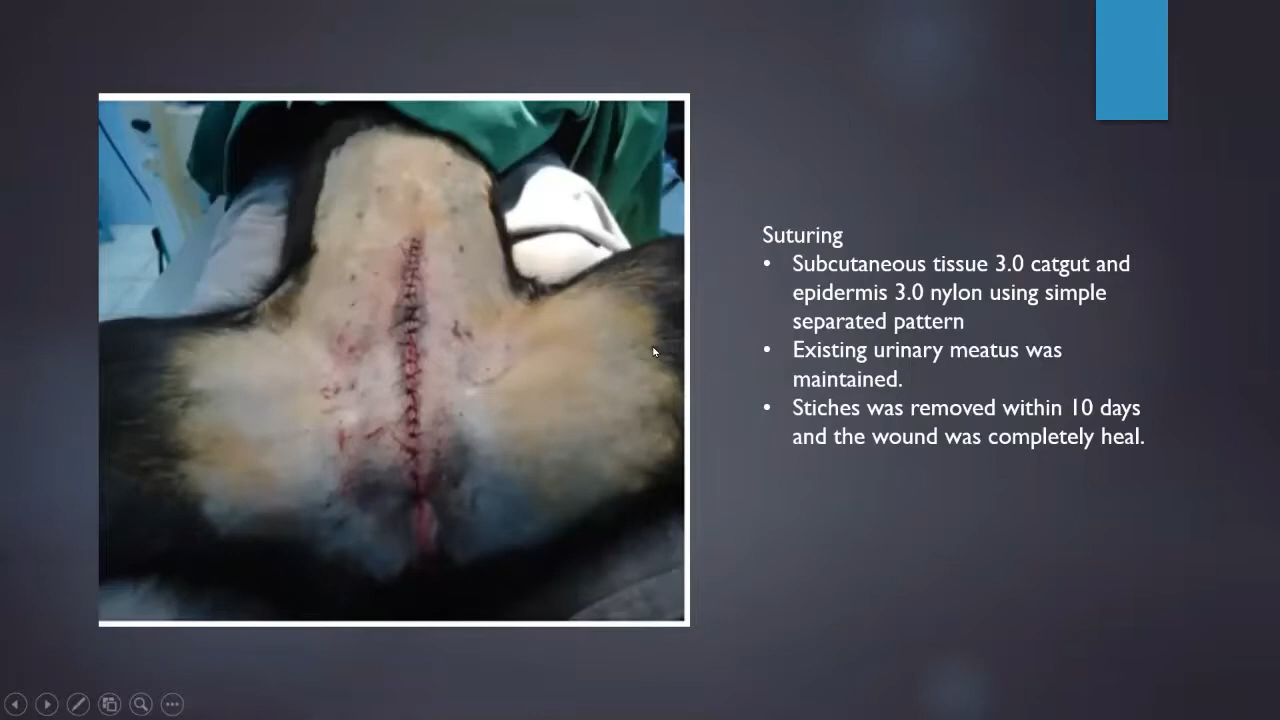 Suturing
• Subcutaneous tissue 3.0 catgut and
epidermis 3.0 nylon using simple
separated pattern
• Existing urinary meatus was
maintained.
• Stiches was removed within 10 days
and the wound was completely heal.